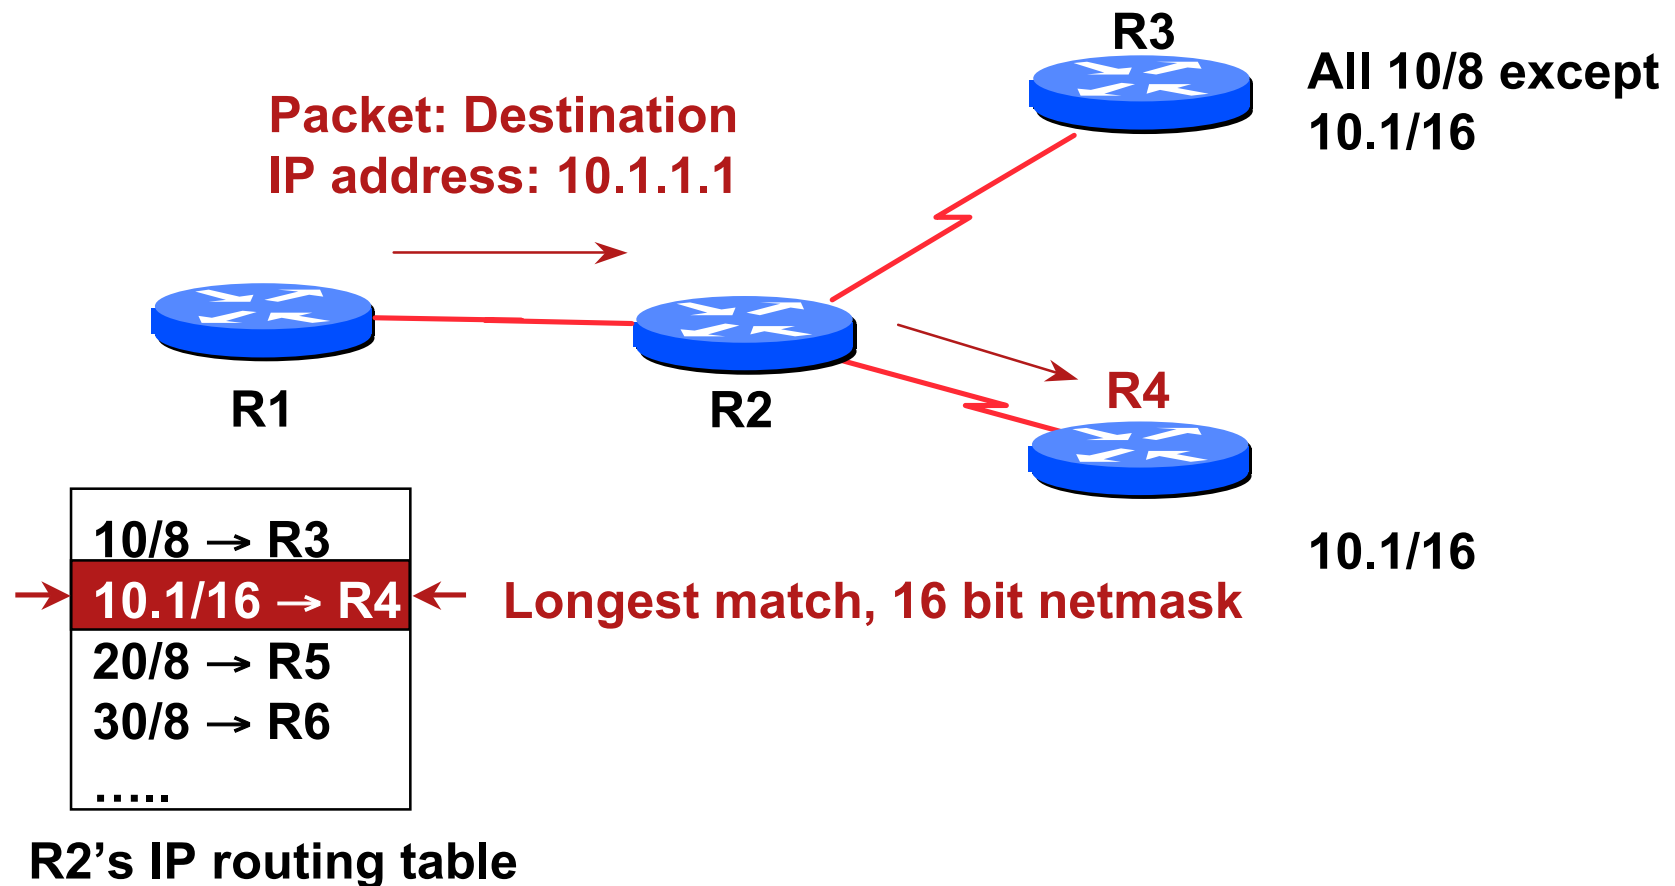 R3
All 10/8 except
10.1/16
Packet: Destination
IP address: 10.1.1.1
R1
R2
R4
10.1/16
10/8 → R3
10.1/16 → R4
Longest match, 16 bit netmask
20/8 → R5
30/8 → R6
…..
R2’s IP routing table